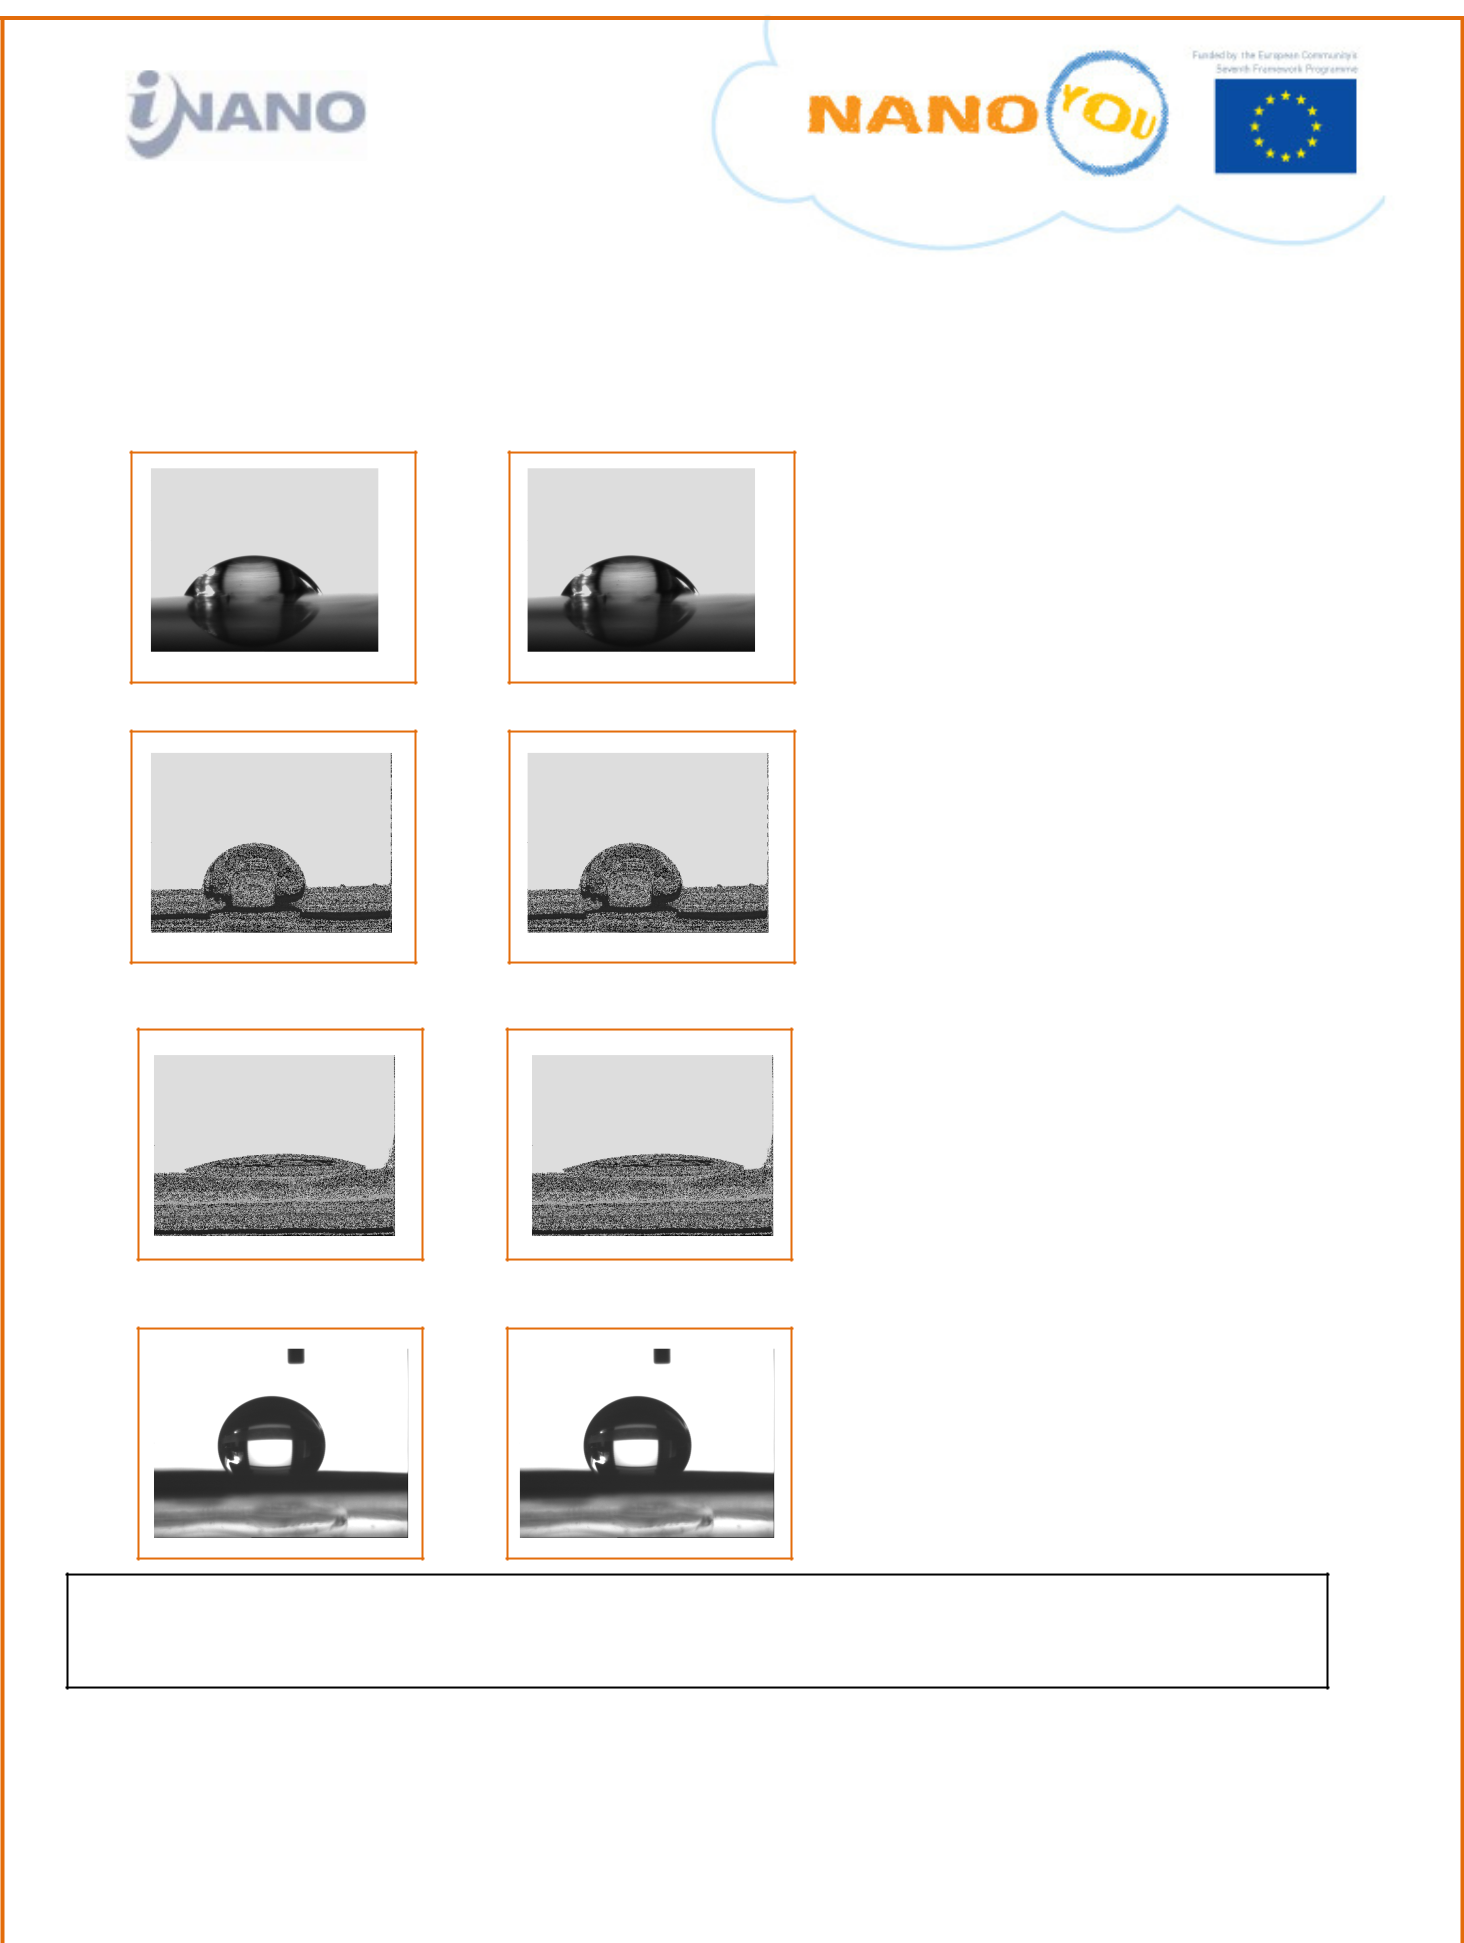 iNANO
Funded by the European Community's
Seventh Framework Programme
NANO YOU